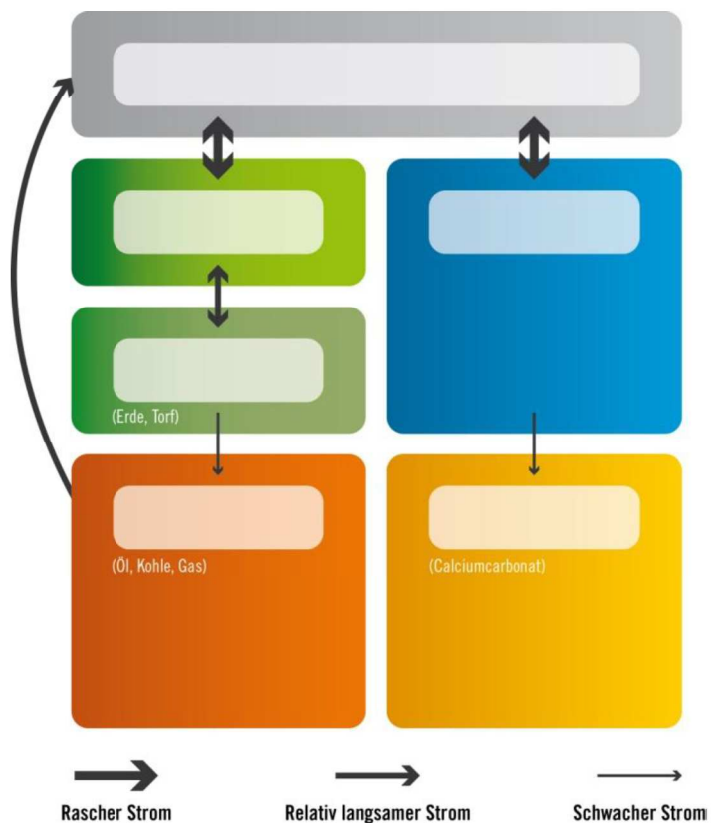 (Erde, Torf)
(Öl, Kohle, Gas)
(Calciumcarbonat)
Rascher Strom
Relativ langsamer Strom
Schwacher Strom